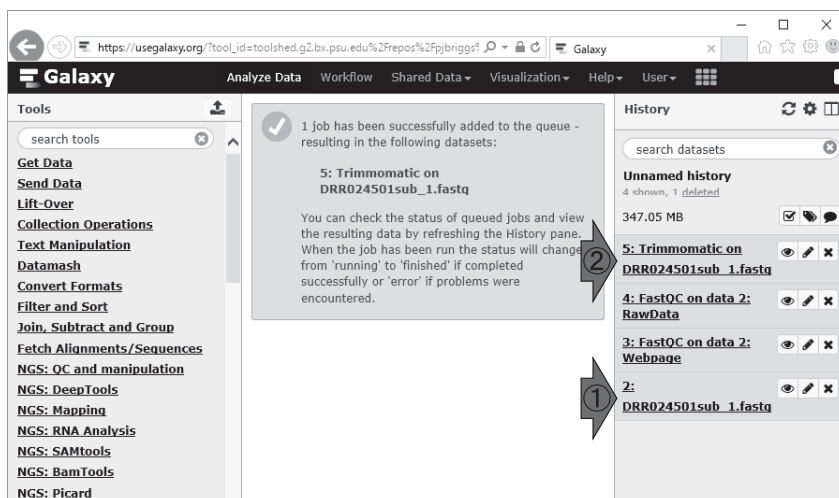 https://usegalaxy.org/?tool_id=toolshed.g2.bx.psu.edu%2Frepos%2Fpjbriggs%
Galaxy
Galaxy
Analyze Data Workflow Shared Data Visualization Help User
Tools
search tools
Get Data
Send Data
Lift-Over
Collection Operations
Text Manipulation
Datamash
Convert Formats
Filter and Sort
Join, Subtract and Group
Fetch Alignments/Sequences
NGS: QC and manipulation
NGS: DeepTools
NGS: Mapping
NGS: RNA Analysis
NGS: SAMtools
NGS: BamTools
NGS: Picard
1 job has been successfully added to the queue -
resulting in the following datasets:
5: Trimmomatic on
DRR024501sub_1.fastq
You can check the status of queued jobs and view
the resulting data by refreshing the History pane.
When the job has been run the status will change
from 'running' to 'finished' if completed
successfully or 'error' if problems were
encountered.
History
search datasets
Unnamed history
4 shown, 1 deleted
347.05 MB
②
5: Trimmomatic on
DRR024501sub_1.fastq
4: FastQC on data 2:
RawData
3: FastQC on data 2:
Webpage
①
2:
DRR024501sub_1.fastq